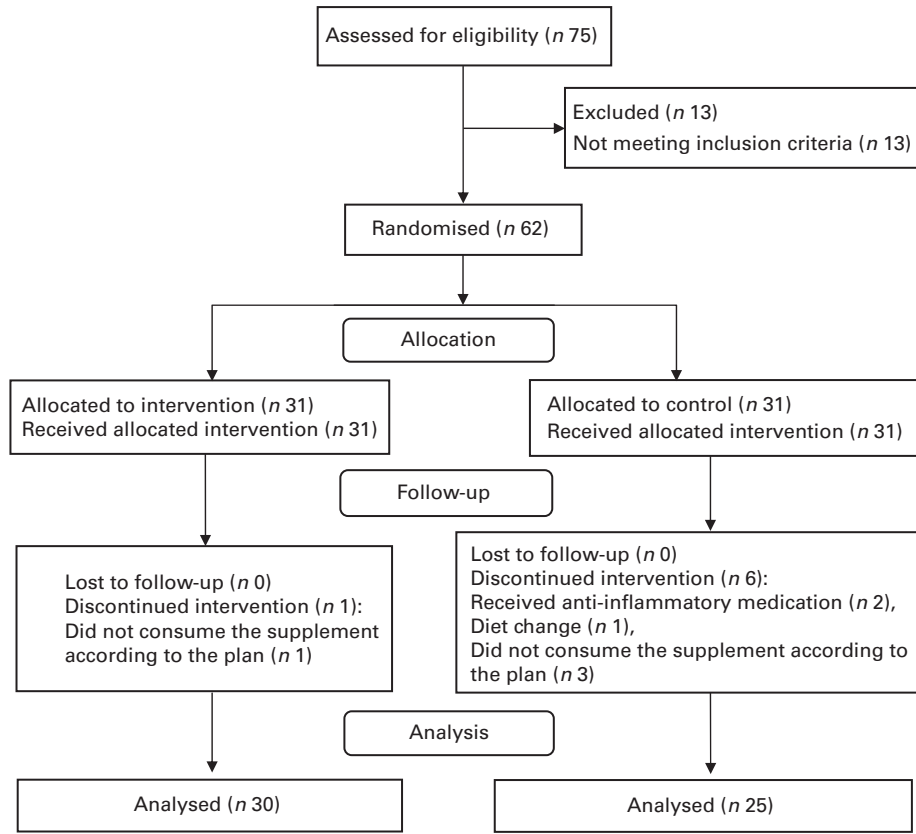 Assessed for eligibility (n 75)
Excluded (n 13)
Not meeting inclusion criteria (n 13)
Randomised (n 62)
Allocation
Allocated to intervention (n 31)
Received allocated intervention (n 31)
Allocated to control (n 31)
Received allocated intervention (n 31)
Follow-up
Lost to follow-up (n 0)
Discontinued intervention (n 1):
Did not consume the supplement
according to the plan (n 1)
Lost to follow-up (n 0)
Discontinued intervention (n 6):
Received anti-inflammatory medication (n 2),
Diet change (n 1),
Did not consume the supplement according to
the plan (n 3)
Analysis
Analysed (n 30)
Analysed (n 25)